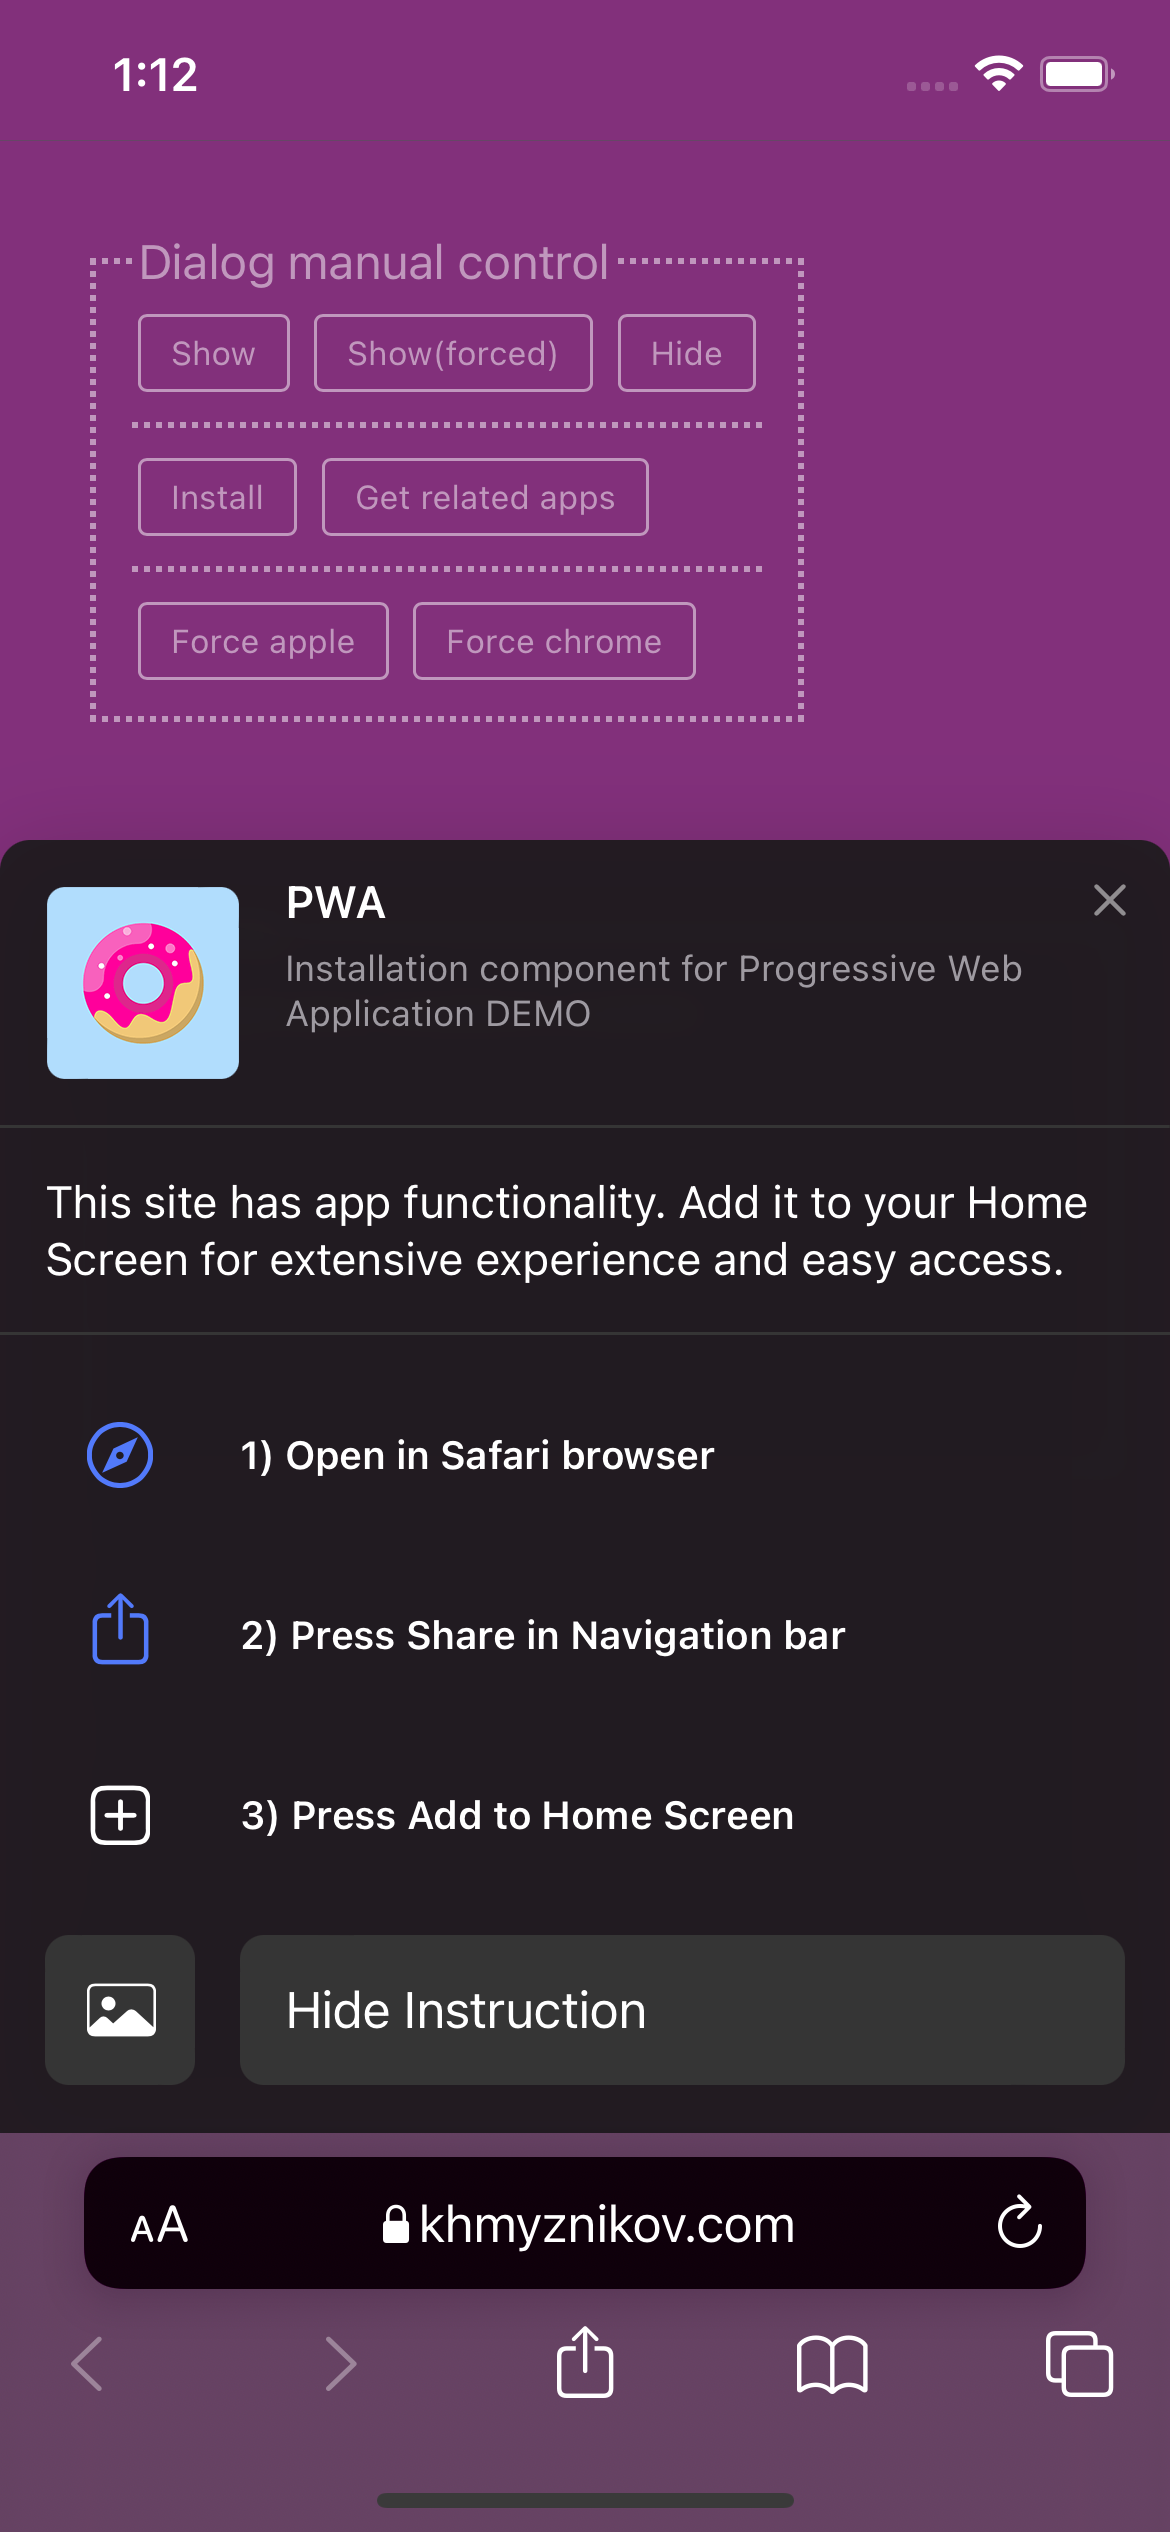 1:12
Dialog manual control
Show Show(forced) Hide
Install Get related apps
Force apple Force chrome
PWA
Installation component for Progressive Web
Application DEMO
This site has app functionality. Add it to your Home
Screen for extensive experience and easy access.
1) Open in Safari browser
2) Press Share in Navigation bar
3) Press Add to Home Screen
Hide Instruction
AA khmyznikov.com